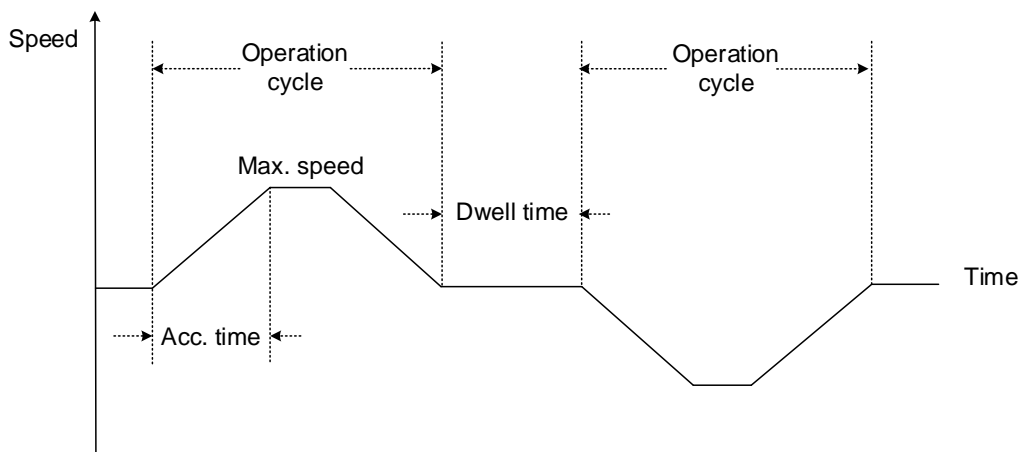 Speed
Operation
cycle
Operation
cycle
Max. speed
Dwell time
Time
Acc. time